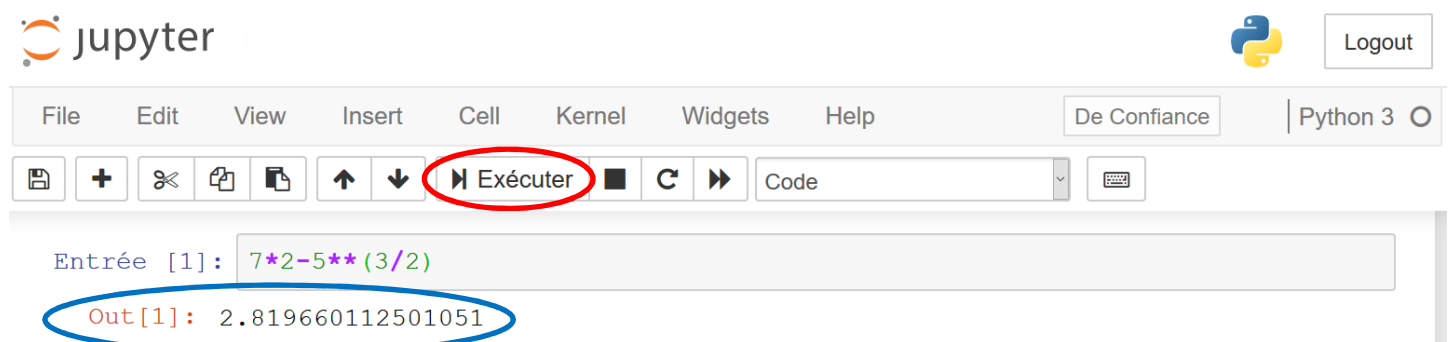 jupyter
Logout
File Edit View Insert Cell Kernel Widgets Help De Confiance Python 3
Exécuter Code
Entrée [1]: 7*2-5**(3/2)
Out[1]: 2.819660112501051